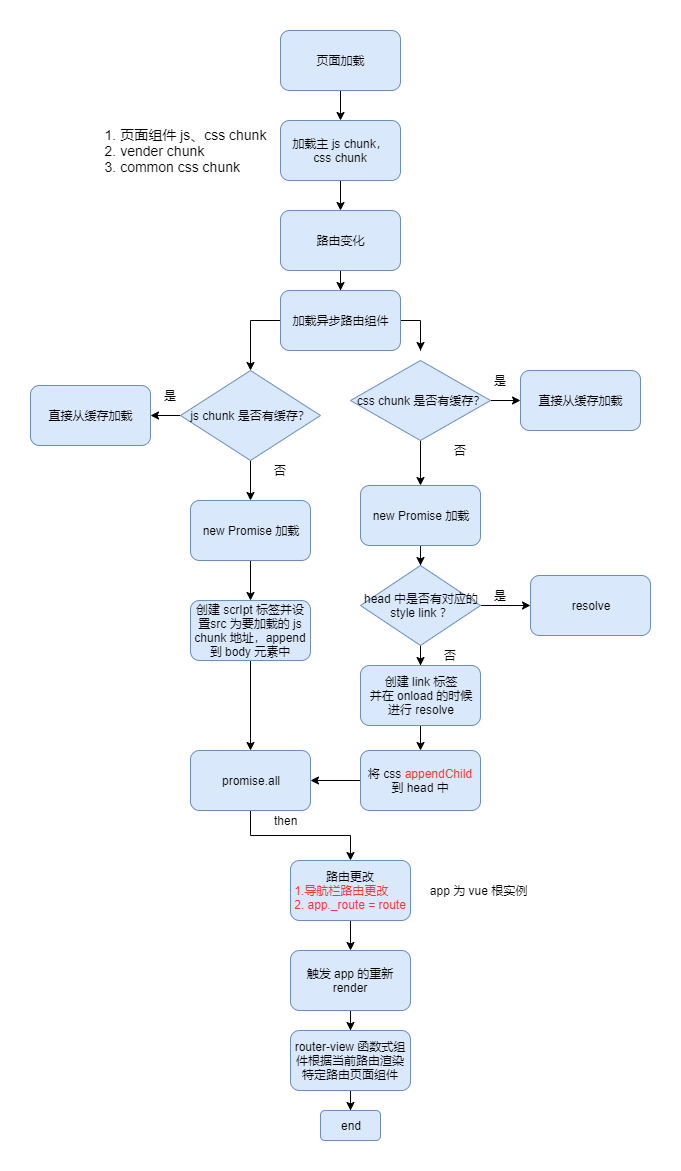 页面加载
1. 页面组件 js、css chunk
2. vender chunk
3. common css chunk
加载主 js chunk，
css chunk
路由变化
加载异步路由组件
直接从缓存加载
是
js chunk 是否有缓存?
否
css chunk 是否有缓存?
是
直接从缓存加载
否
new Promise 加载
new Promise 加载
创建 scrlpt 标签并设
置src 为要加载的 js
chunk 地址，append
到 body 元素中
head 中是否有对应的
style link ?
是
resolve
否
创建 link 标签
并在 onload 的时候
进行 resolve
将 css appendChild
到 head 中
promise.all
then
路由更改
1.导航栏路由更改
2. app._route = route
app 为 vue 根实例
触发 app 的重新
render
router-view 函数式组
件根据当前路由渲染
特定路由页面组件
end